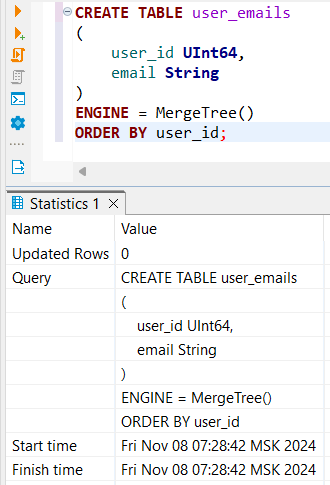 CREATE TABLE user_emails
(
user_id UInt64,
email String
)
ENGINE = MergeTree()
ORDER BY user_id;
Statistics 1
Name Value
Updated Rows 0
Query CREATE TABLE user_emails
(
user_id UInt64,
email String
)
ENGINE = MergeTree()
ORDER BY user_id
Start time Fri Nov 08 07:28:42 MSK 2024
Finish time Fri Nov 08 07:28:42 MSK 2024